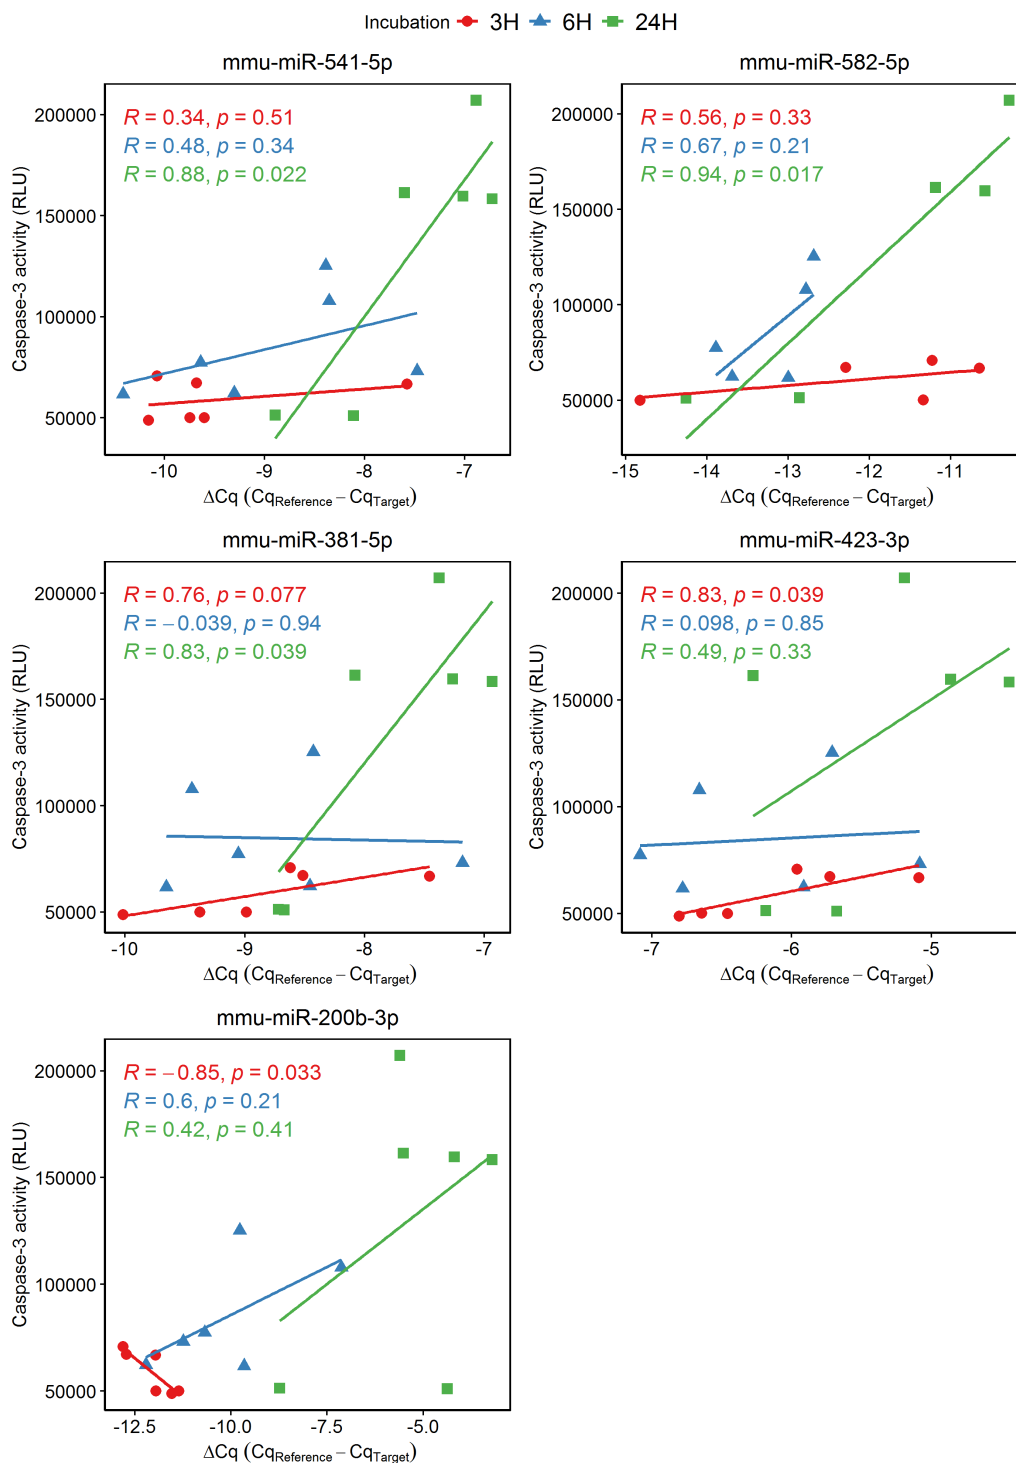 Incubation 3H 6H 24H
mmu-miR-541-5p
R = 0.34, p = 0.51
R = 0.48, p = 0.34
R = 0.88, p = 0.022
Caspase-3 activity (RLU)
200000
150000
100000
50000
-10 -9 -8 -7
ΔCq (CqReference – CqTarget)
mmu-miR-582-5p
R = 0.56, p = 0.33
R = 0.67, p = 0.21
R = 0.94, p = 0.017
Caspase-3 activity (RLU)
200000
150000
100000
50000
-15 -14 -13 -12 -11
ΔCq (CqReference – CqTarget)
mmu-miR-381-5p
R = 0.76, p = 0.077
R = −0.039, p = 0.94
R = 0.83, p = 0.039
Caspase-3 activity (RLU)
200000
150000
100000
50000
-10 -9 -8 -7
ΔCq (CqReference – CqTarget)
mmu-miR-423-3p
R = 0.83, p = 0.039
R = 0.098, p = 0.85
R = 0.49, p = 0.33
Caspase-3 activity (RLU)
200000
150000
100000
50000
-7 -6 -5
ΔCq (CqReference – CqTarget)
mmu-miR-200b-3p
R = −0.85, p = 0.033
R = 0.6, p = 0.21
R = 0.42, p = 0.41
Caspase-3 activity (RLU)
200000
150000
100000
50000
-12.5 -10.0 -7.5 -5.0
ΔCq (CqReference – CqTarget)